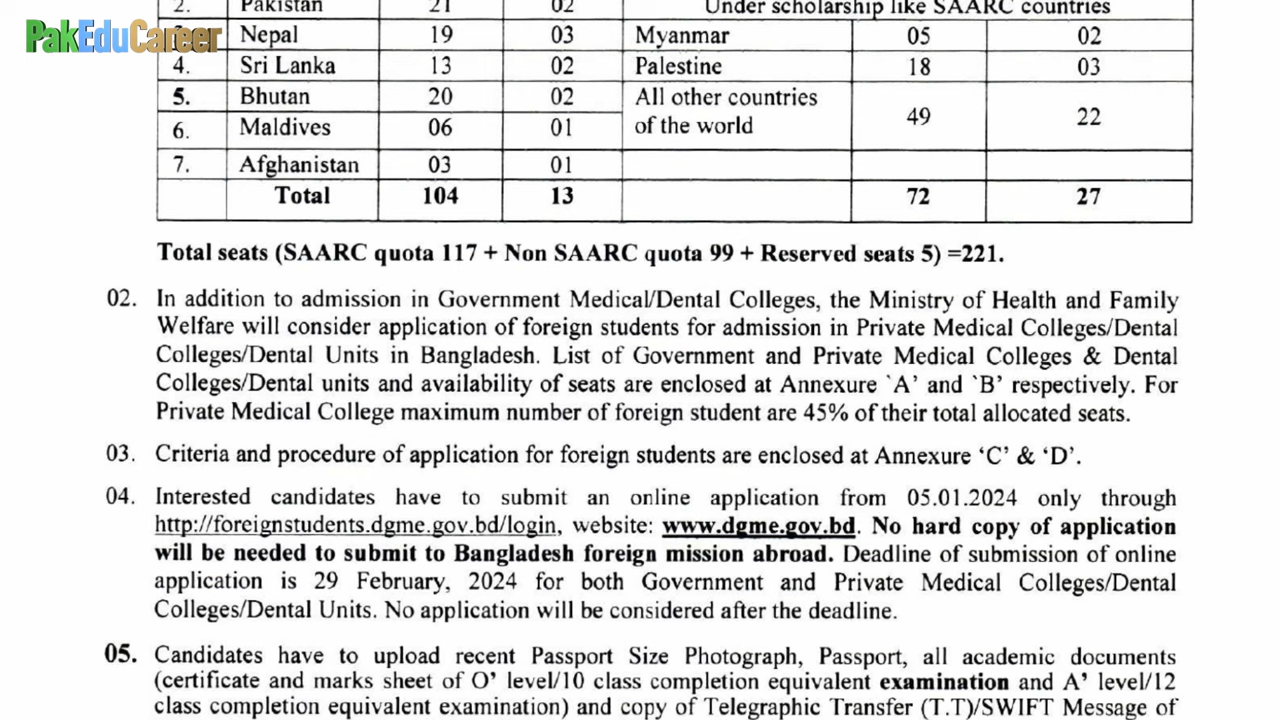 2. Pakistan 21 02 Under scholarship like SAARC countries
PakEduCareer
Nepal 19 03 Myanmar 05 02
4. Sri Lanka 13 02 Palestine 18 03
5. Bhutan 20 02 All other countries
of the world 49 22
6. Maldives 06 01
7. Afghanistan 03 01
Total 104 13 72 27
Total seats (SAARC quota 117 + Non SAARC quota 99 + Reserved seats 5) =221.
02. In addition to admission in Government Medical/Dental Colleges, the Ministry of Health and Family
Welfare will consider application of foreign students for admission in Private Medical Colleges/Dental
Colleges/Dental Units in Bangladesh. List of Government and Private Medical Colleges & Dental
Colleges/Dental units and availability of seats are enclosed at Annexure `A’ and `B’ respectively. For
Private Medical College maximum number of foreign student are 45% of their total allocated seats.
03. Criteria and procedure of application for foreign students are enclosed at Annexure ‘C’ & ‘D’.
04. Interested candidates have to submit an online application from 05.01.2024 only through
http://foreignstudents.dgme.gov.bd/login, website: www.dgme.gov.bd. No hard copy of application
will be needed to submit to Bangladesh foreign mission abroad. Deadline of submission of online
application is 29 February, 2024 for both Government and Private Medical Colleges/Dental
Colleges/Dental Units. No application will be considered after the deadline.
05. Candidates have to upload recent Passport Size Photograph, Passport, all academic documents
(certificate and marks sheet of O’ level/10 class completion equivalent examination and A’ level/12
class completion equivalent examination) and copy of Telegraphic Transfer (T.T)/SWIFT Message of